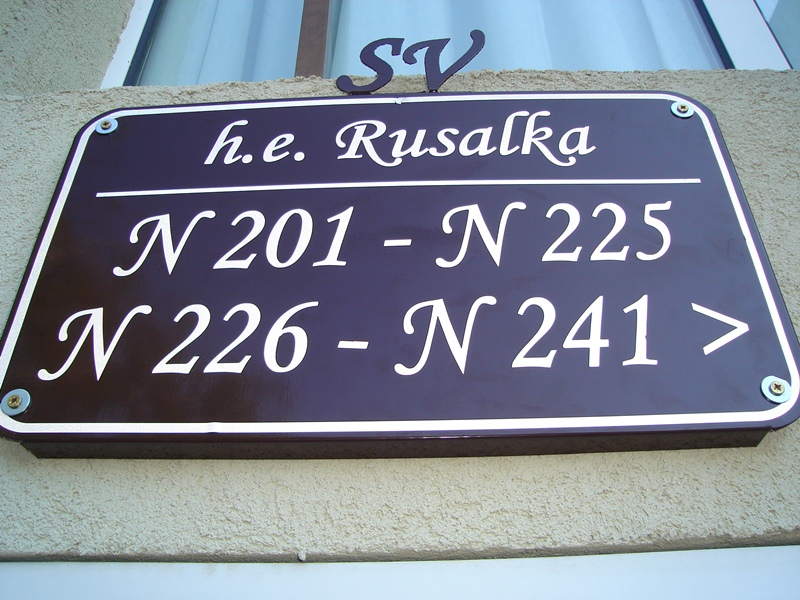 SV
h.e. Rusalka
N 201 - N 225
N 226 - N 241 >